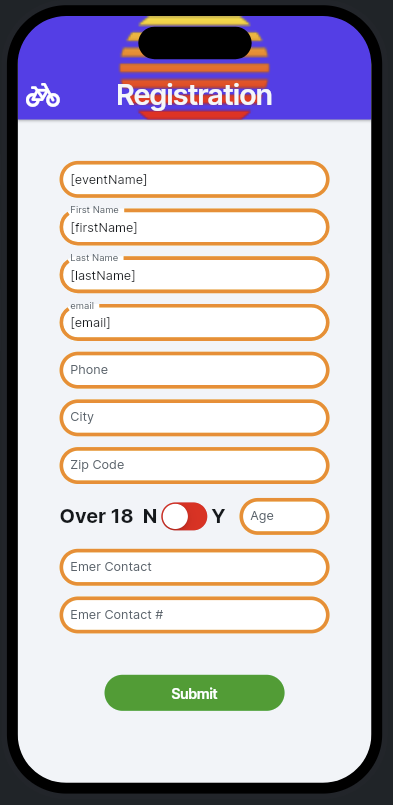 Registration
[eventName]
First Name
[firstName]
Last Name
[lastName]
email
[email]
Phone
City
Zip Code
Over 18 N Y Age
Emer Contact
Emer Contact #
Submit